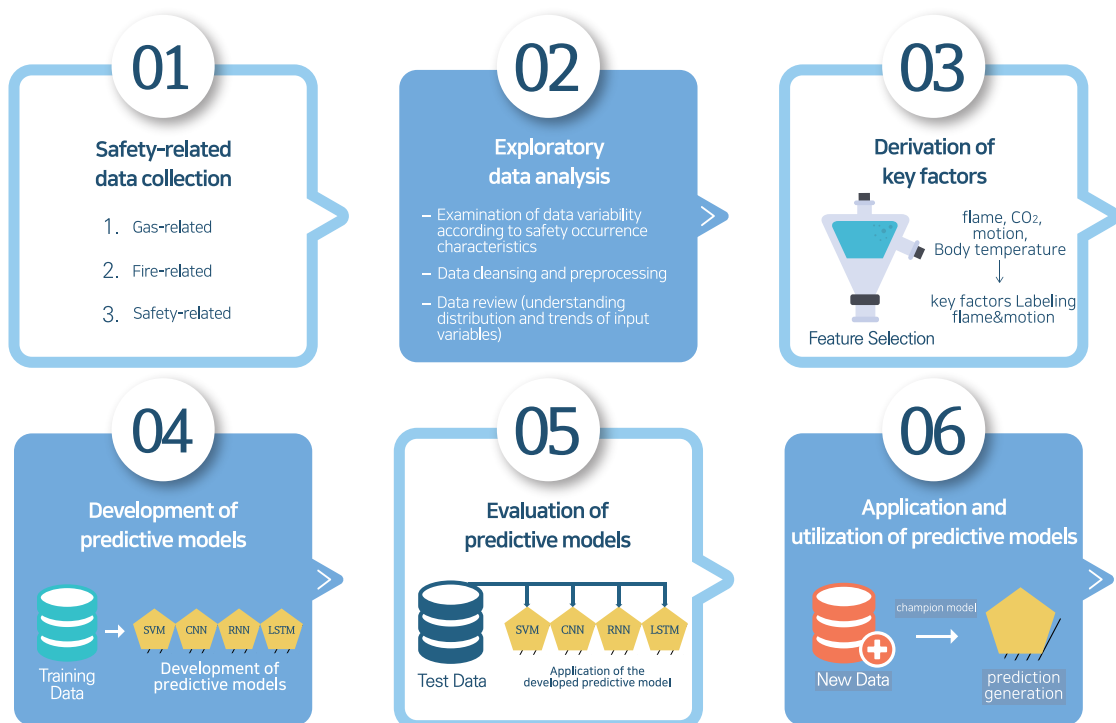 01
Safety-related
data collection
1. Gas-related
2. Fire-related
3. Safety-related
02
Exploratory
data analysis
– Examination of data variability
according to safety occurrence
characteristics
– Data cleansing and preprocessing
– Data review (understanding
distribution and trends of input
variables)
03
Derivation of
key factors
flame, CO₂,
motion,
Body temperature
key factors Labeling
flame&motion
Feature Selection
04
Development of
predictive models
SVM CNN RNN LSTM
Training
Data
Development of
predictive models
05
Evaluation of
predictive models
SVM CNN RNN LSTM
Test Data
Application of the
developed predictive model
06
Application and
utilization of predictive models
champion model
New Data
prediction
generation